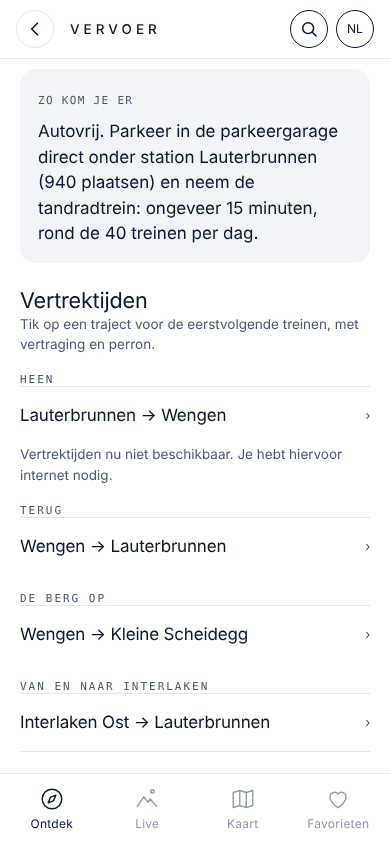 VERVOER
NL
ZO KOM JE ER
Autovrij. Parkeer in de parkeergarage
direct onder station Lauterbrunnen
(940 plaatsen) en neem de
tandradtrein: ongeveer 15 minuten,
rond de 40 treinen per dag.
Vertrektijden
Tik op een traject voor de eerstvolgende treinen, met
vertraging en perron.
HEEN
Lauterbrunnen → Wengen
Vertrektijden nu niet beschikbaar. Je hebt hiervoor
internet nodig.
TERUG
Wengen → Lauterbrunnen
DE BERG OP
Wengen → Kleine Scheidegg
VAN EN NAAR INTERLAKEN
Interlaken Ost → Lauterbrunnen
Ontdek Live Kaart Favorieten